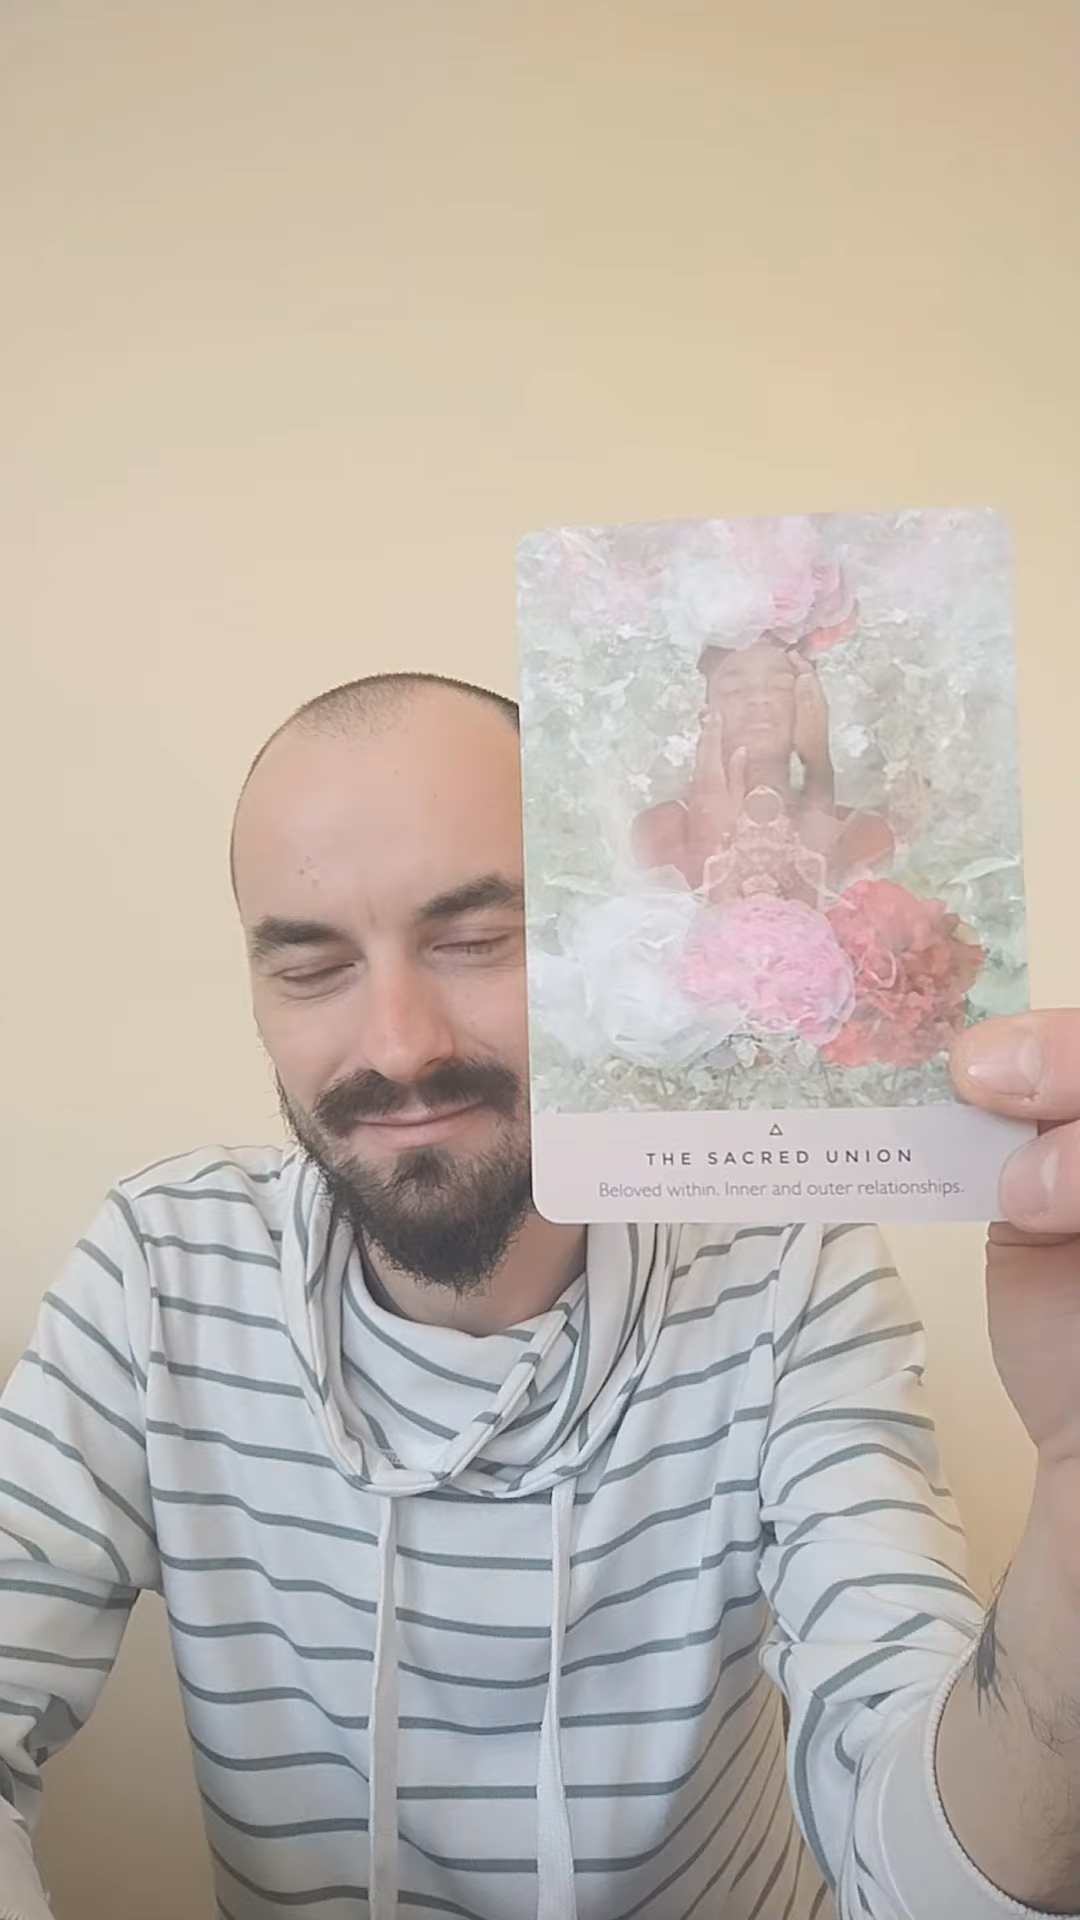 THE SACRED UNION
Beloved within. Inner and outer relationships.